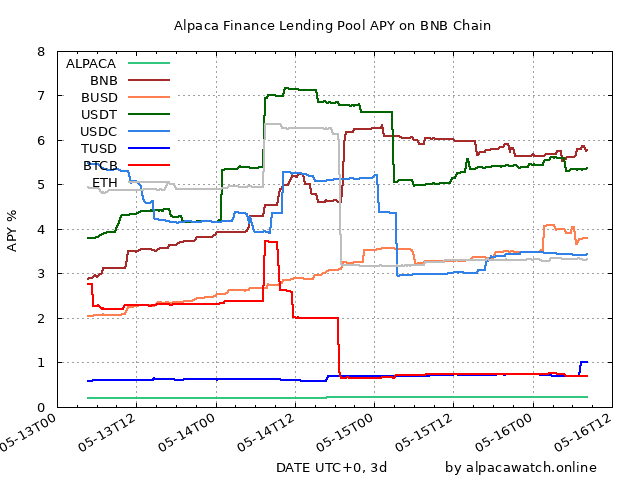 Alpaca Finance Lending Pool APY on BNB Chain
8
7
6
5
4
3
2
1
0
APY %
ALPACA
BNB
BUSD
USDT
USDC
TUSD
BTCB
ETH
05-13T00
05-13T12
05-14T00
05-14T12
05-15T00
05-15T12
05-16T00
05-16T12
DATE UTC+0, 3d
by alpacawatch.online